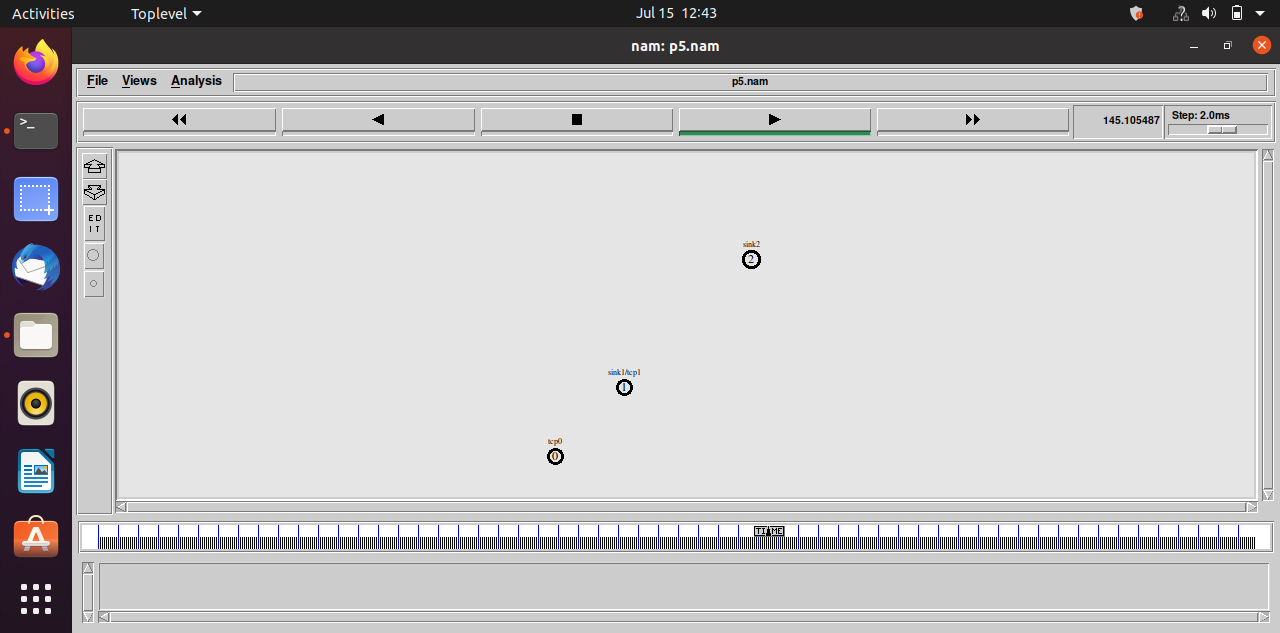 Activities Toplevel Jul 15 12:43
nam: p5.nam
File Views Analysis p5.nam
145.105487 Step: 2.0ms
>_
E D
I T
sink2
2
sink1/tcp1
1
tcp0
0
TIME